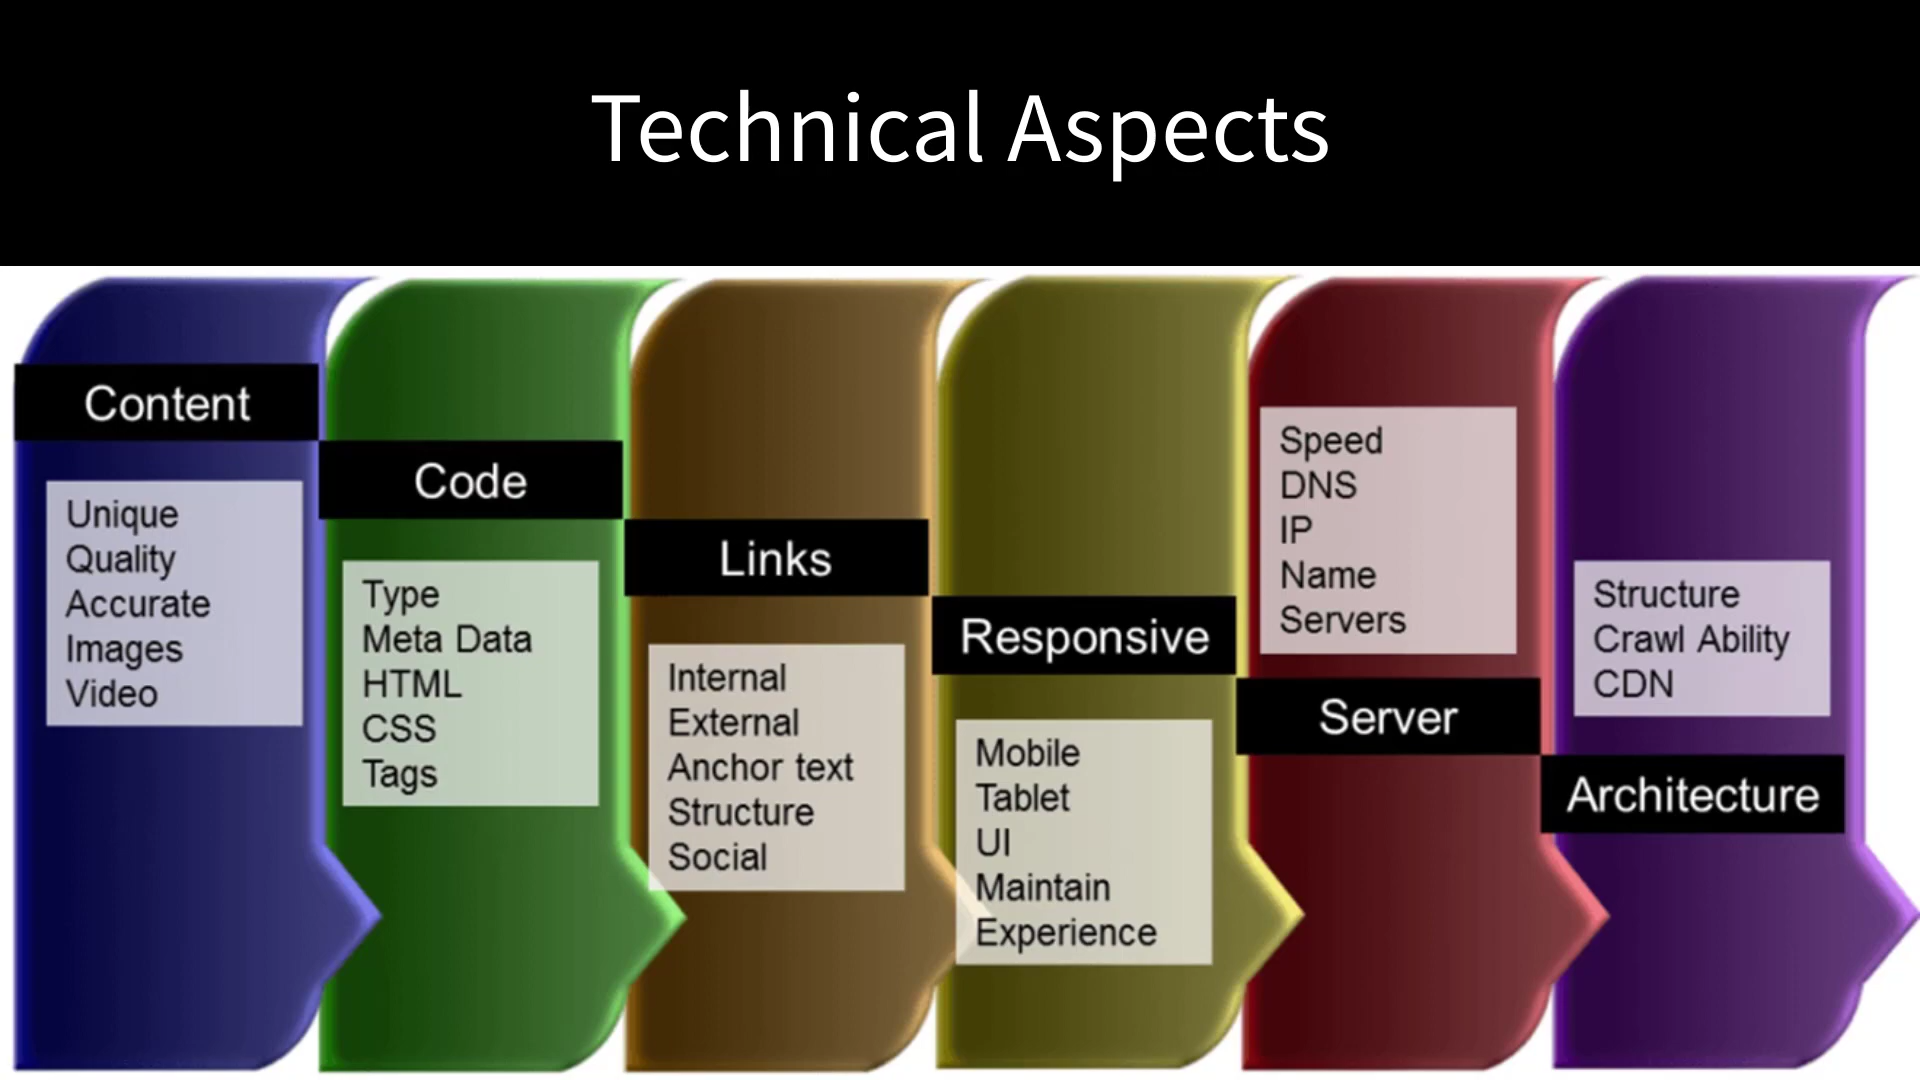 Technical Aspects
Content
Unique
Quality
Accurate
Images
Video
Code
Type
Meta Data
HTML
CSS
Tags
Links
Internal
External
Anchor text
Structure
Social
Responsive
Mobile
Tablet
UI
Maintain
Experience
Speed
DNS
IP
Name
Servers
Server
Structure
Crawl Ability
CDN
Architecture